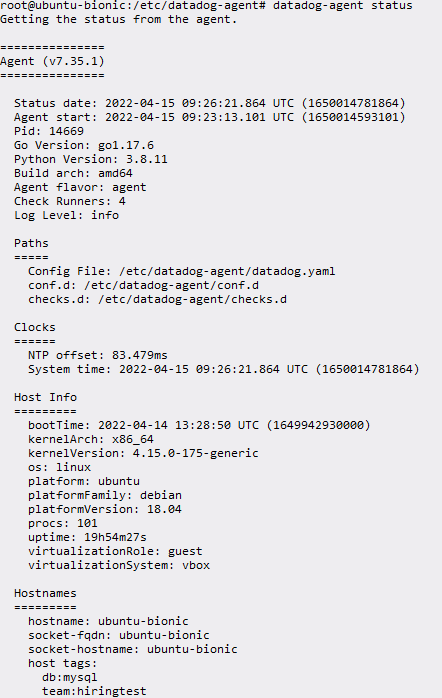 root@ubuntu-bionic:/etc/datadog-agent# datadog-agent status
Getting the status from the agent.
===============
Agent (v7.35.1)
===============
Status date: 2022-04-15 09:26:21.864 UTC (1650014781864)
Agent start: 2022-04-15 09:23:13.101 UTC (1650014593101)
Pid: 14669
Go Version: go1.17.6
Python Version: 3.8.11
Build arch: amd64
Agent flavor: agent
Check Runners: 4
Log Level: info
Paths
=====
Config File: /etc/datadog-agent/datadog.yaml
conf.d: /etc/datadog-agent/conf.d
checks.d: /etc/datadog-agent/checks.d
Clocks
======
NTP offset: 83.479ms
System time: 2022-04-15 09:26:21.864 UTC (1650014781864)
Host Info
=========
bootTime: 2022-04-14 13:28:50 UTC (1649942930000)
kernelArch: x86_64
kernelVersion: 4.15.0-175-generic
os: linux
platform: ubuntu
platformFamily: debian
platformVersion: 18.04
procs: 101
uptime: 19h54m27s
virtualizationRole: guest
virtualizationSystem: vbox
Hostnames
=========
hostname: ubuntu-bionic
socket-fqdn: ubuntu-bionic
socket-hostname: ubuntu-bionic
host tags:
db:mysql
team:hiringtest